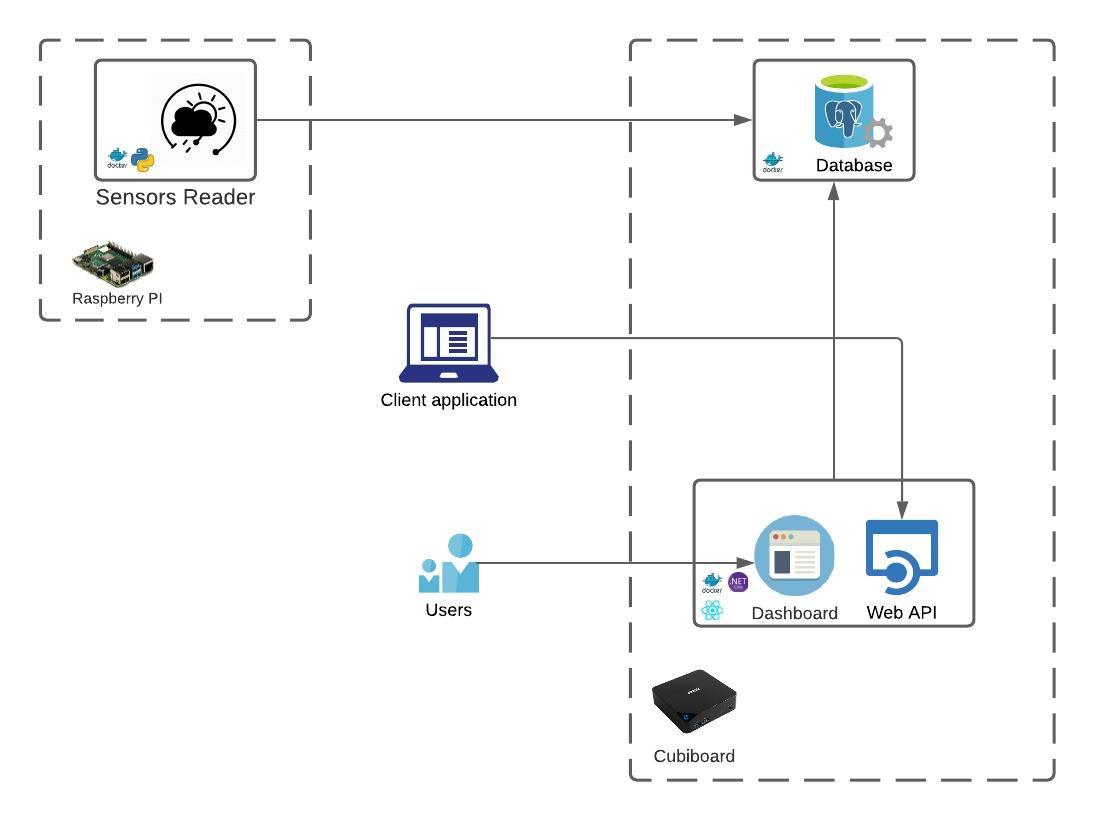 docker
Sensors Reader
Raspberry PI
docker
Database
Client application
Users
docker
.NET
Dashboard
Web API
Cubiboard